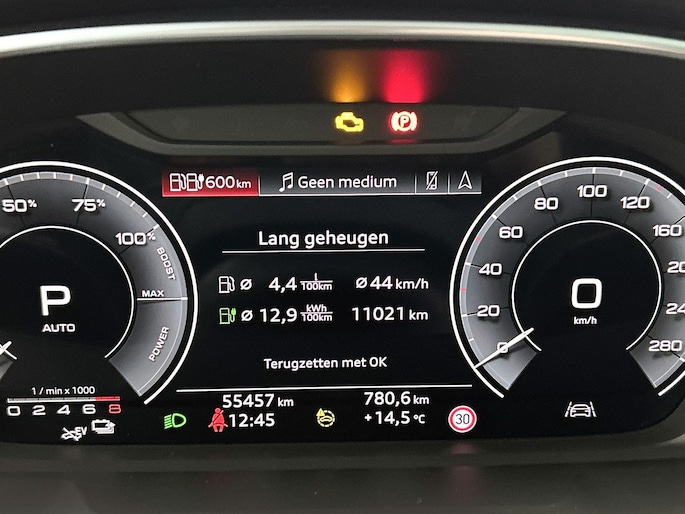 600 km
Geen medium
50% 75% 100% BOOST MAX POWER
P
AUTO
Lang geheugen
Ø 4,4 l/100km Ø 44 km/h
Ø 12,9 kWh/100km 11021 km
Terugzetten met OK
0 20 40 60 80 100 120 160
280
0
km/h
1 / min x 1000
0 2 4 6 8
EV
55457 km 780,6 km
12:45 +14,5 °C
30
P